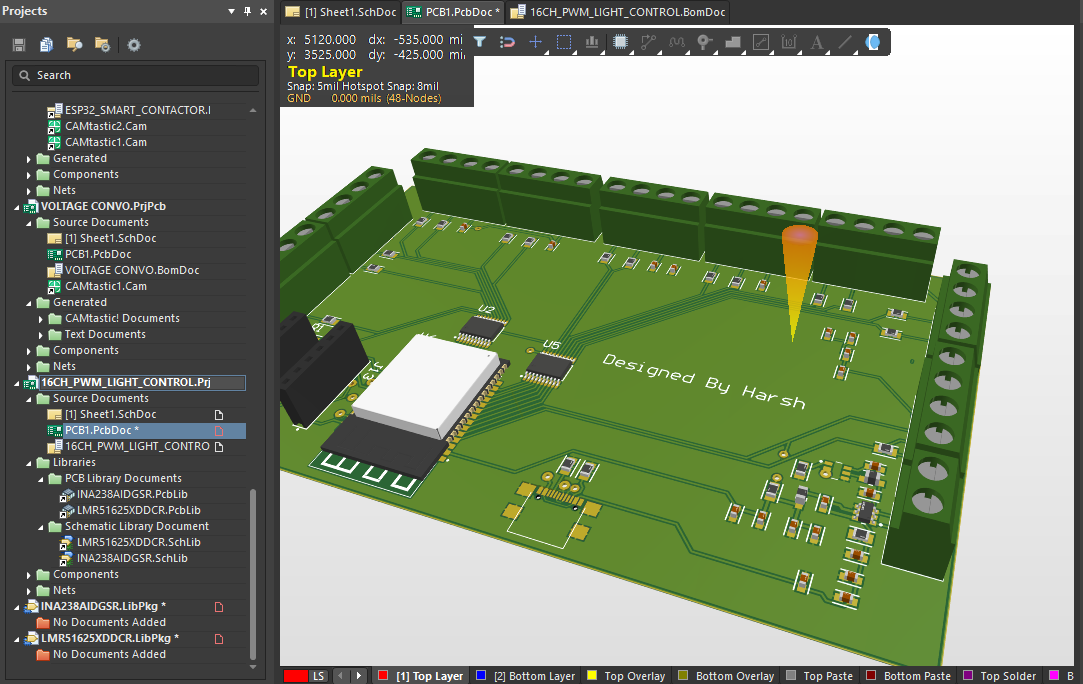 Projects
[1] Sheet1.SchDoc
PCB1.PcbDoc *
16CH_PWM_LIGHT_CONTROL.BomDoc
x: 5120.000 dx: -535.000 mi
y: 3525.000 dy: -425.000 mi
Top Layer
Snap: 5mil Hotspot Snap: 8mil
GND 0.000 mils (48-Nodes)
Search
ESP32_SMART_CONTACTOR.I
CAMtastic2.Cam
CAMtastic1.Cam
Generated
Components
Nets
VOLTAGE CONVO.PrjPcb
Source Documents
[1] Sheet1.SchDoc
PCB1.PcbDoc
VOLTAGE CONVO.BomDoc
CAMtastic1.Cam
Generated
CAMtastic! Documents
Text Documents
Components
Nets
16CH_PWM_LIGHT_CONTROL.Prj
Source Documents
[1] Sheet1.SchDoc
PCB1.PcbDoc *
16CH_PWM_LIGHT_CONTRO
Libraries
PCB Library Documents
INA238AIDGSR.PcbLib
LMR51625XDDCR.PcbLib
Schematic Library Document
LMR51625XDDCR.SchLib
INA238AIDGSR.SchLib
Components
Nets
INA238AIDGSR.LibPkg *
No Documents Added
LMR51625XDDCR.LibPkg *
No Documents Added
U2
U5
J13
Designed By Harsh
LS
[1] Top Layer
[2] Bottom Layer
Top Overlay
Bottom Overlay
Top Paste
Bottom Paste
Top Solder
B